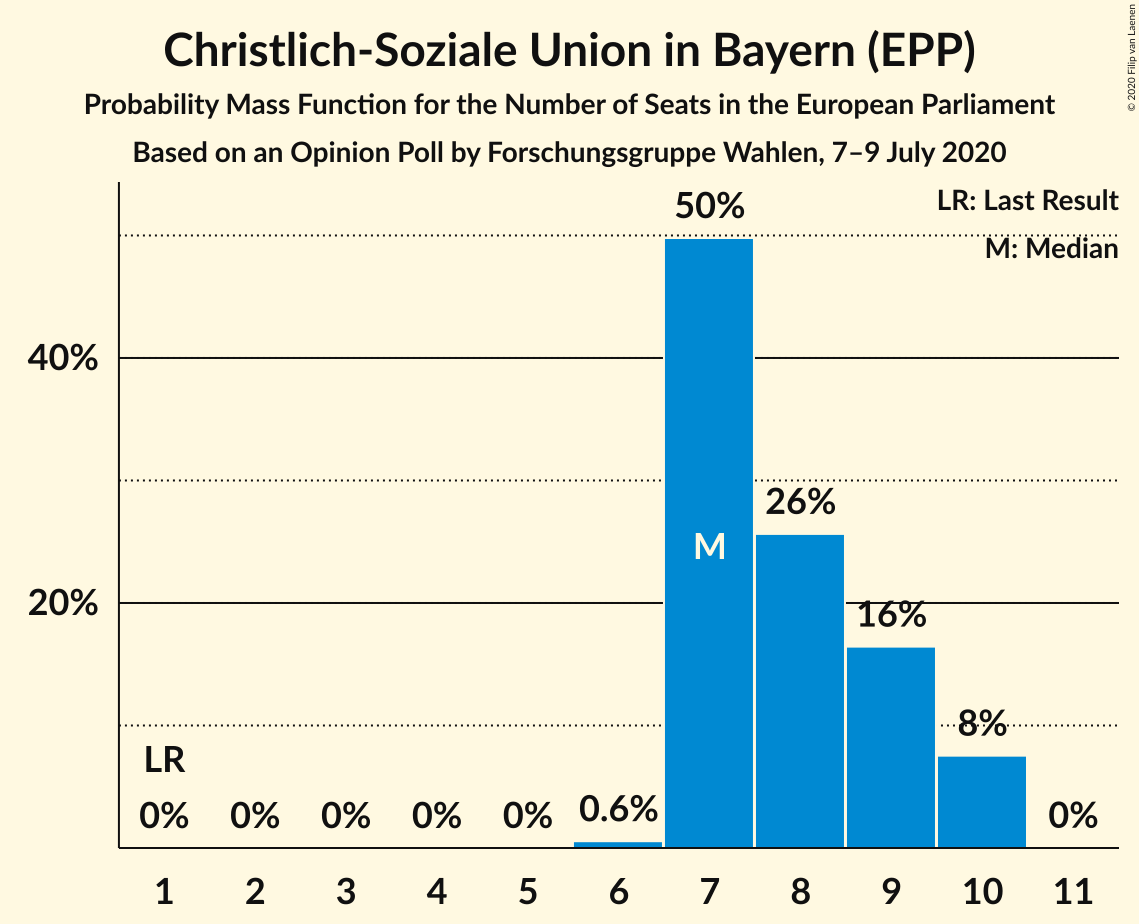 Christlich-Soziale Union in Bayern (EPP)
Probability Mass Function for the Number of Seats in the European Parliament
Based on an Opinion Poll by Forschungsgruppe Wahlen, 7–9 July 2020
© 2020 Filip van Laenen
LR: Last Result
M: Median
50%
40%
26%
M
20%
16%
8%
LR
0% 0% 0% 0% 0% 0.6% 0%
1 2 3 4 5 6 7 8 9 10 11